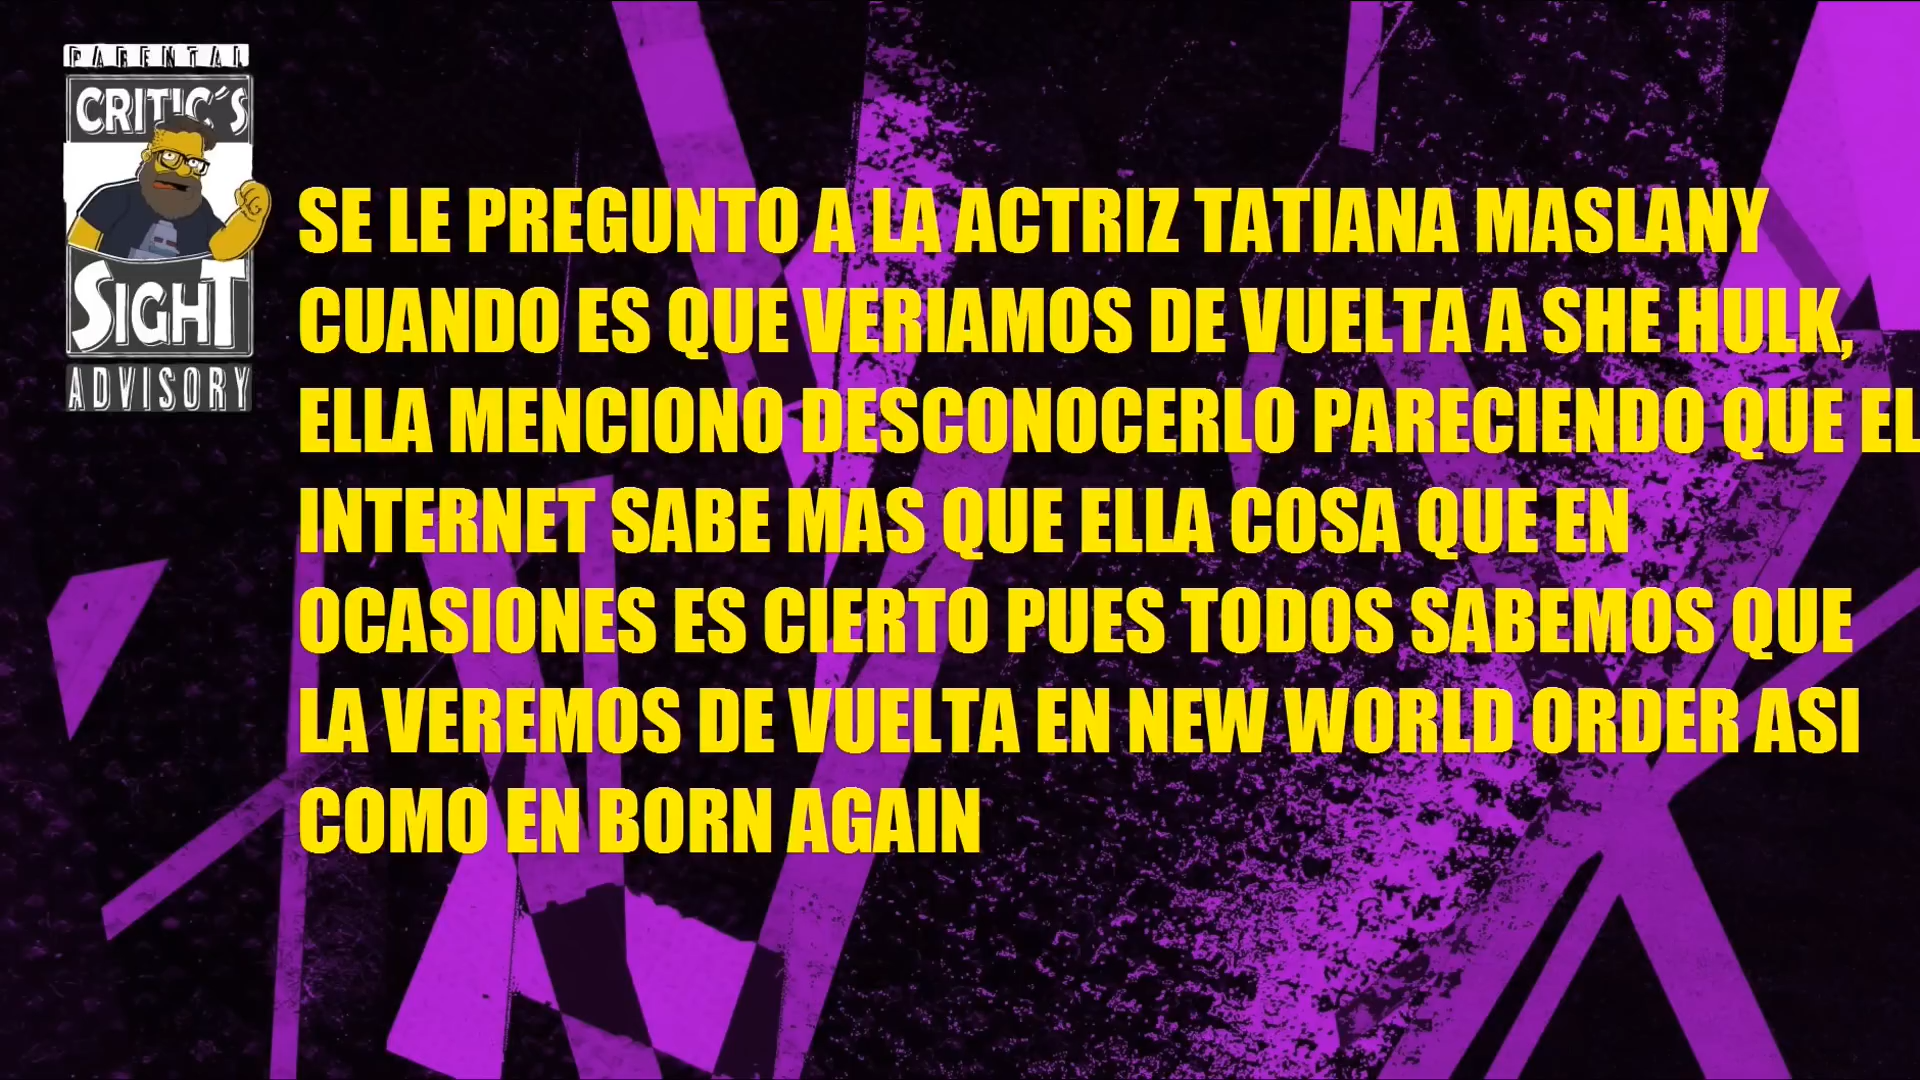 PARENTAL
CRITIC´S
SIGHT
ADVISORY
SE LE PREGUNTO A LA ACTRIZ TATIANA MASLANY
CUANDO ES QUE VERIAMOS DE VUELTA A SHE HULK,
ELLA MENCIONO DESCONOCERLO PARECIENDO QUE EL
INTERNET SABE MAS QUE ELLA COSA QUE EN
OCASIONES ES CIERTO PUES TODOS SABEMOS QUE
LA VEREMOS DE VUELTA EN NEW WORLD ORDER ASI
COMO EN BORN AGAIN